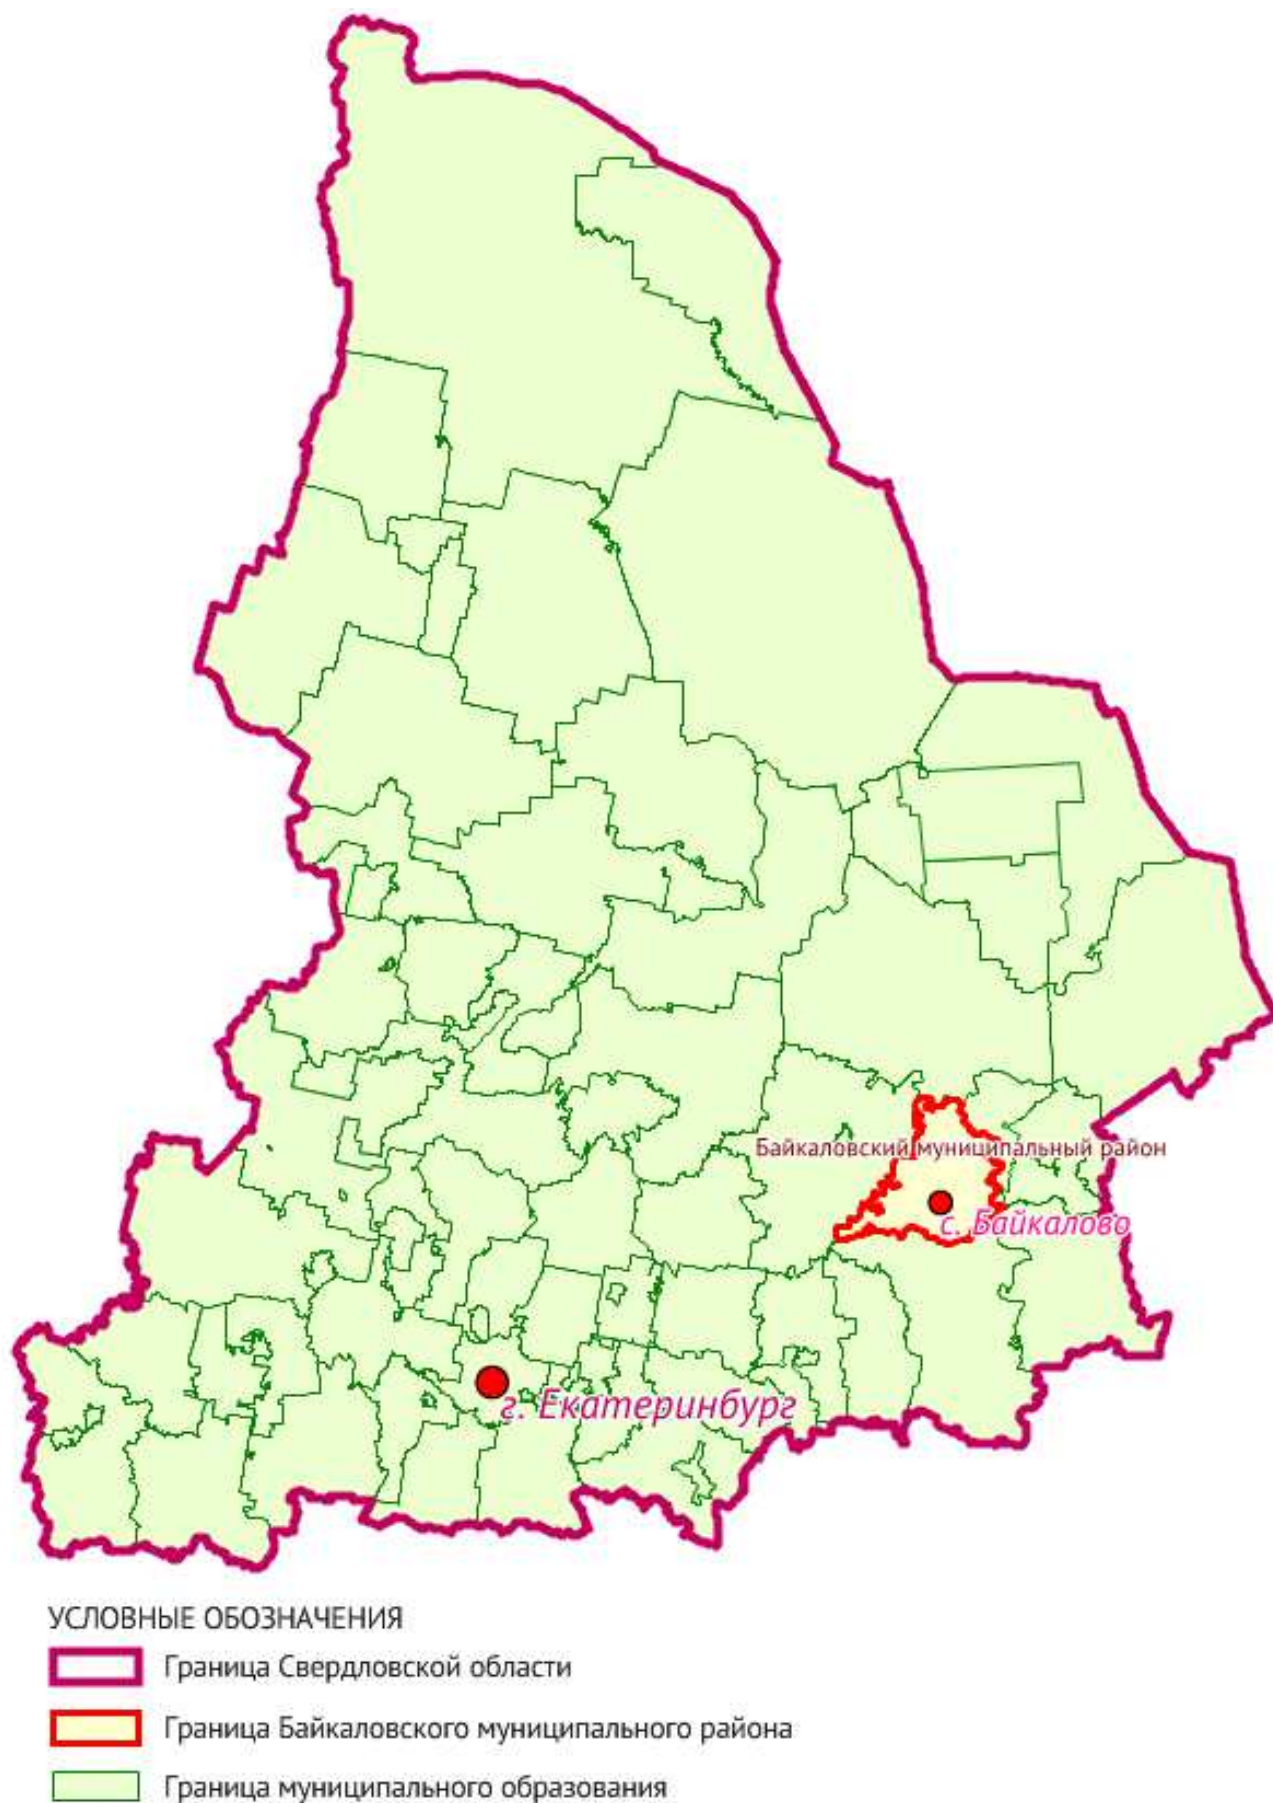 Байкаловский муниципальный район
с. Байкалово
г. Екатеринбург
УСЛОВНЫЕ ОБОЗНАЧЕНИЯ
Граница Свердловской области
Граница Байкаловского муниципального района
Граница муниципального образования